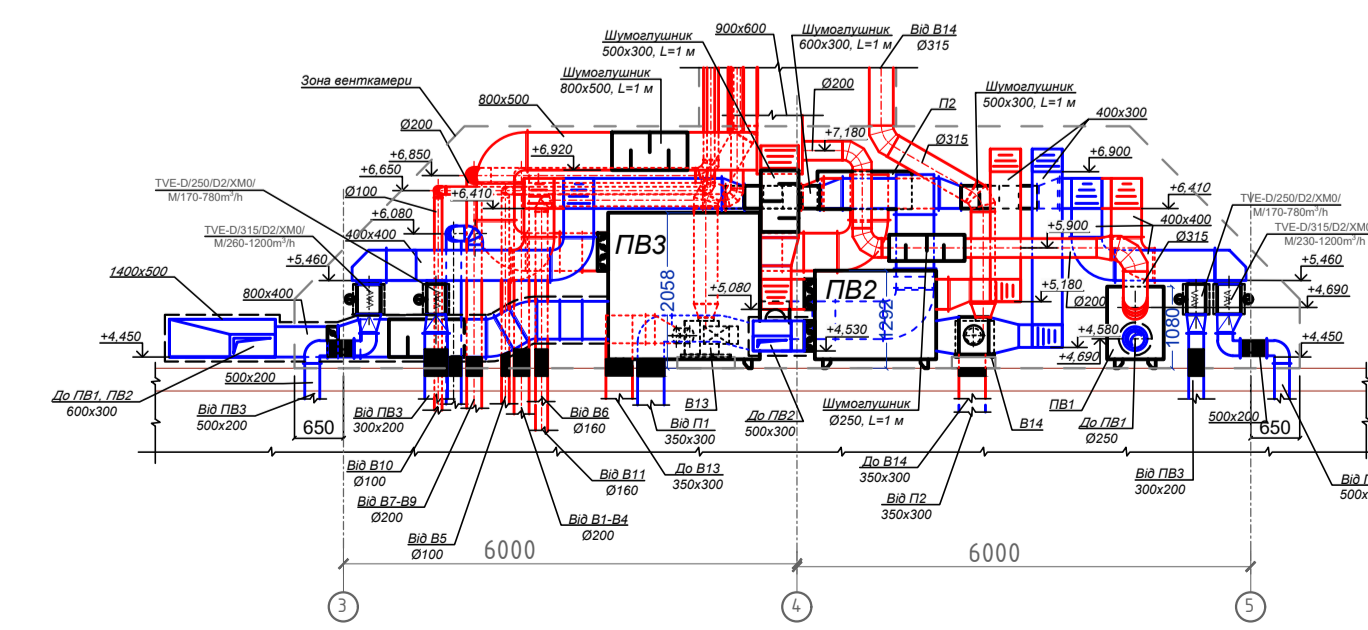 900x600
Шумоглушник
600x300, L=1 м
Від В14
Ø315
Шумоглушник
500x300, L=1 м
Зона венткамери
Шумоглушник
800x500, L=1 м
Ø200
П2
Шумоглушник
500x300, L=1 м
400x300
800x500
Ø200
+7,180
Ø315
+6,920
+6,850
+6,650
+6,900
TVE-D/250/D2/XM0/
M/170-780m³/h
Ø100
+6,410
+6,410
TVE-D/250/D2/XM0/
M/170-780m³/h
+6,080
400x400
TVE-D/315/D2/XM0/
M/260-1200m³/h
400x400
TVE-D/315/D2/XM0
M/230-1200m³/h
+5,900
Ø315
ПВ3
+5,460
+5,460
1400x500
800x400
2058
+5,080
ПВ2
+5,180
Ø200
+4,690
+4,450
+4,530
1292
+4,580
+4,690
1080
+4,450
До ПВ1, ПВ2
600x300
500x200
Від ПВ3
500x200
650
Від ПВ3
300x200
Від В6
Ø160
В13
Від П1
350x300
До ПВ2
500x300
Шумоглушник
Ø250, L=1 м
В14
ПВ1
До ПВ1
Ø250
500x200
650
Від В10
Ø100
Від В7-В9
Ø200
Від В5
Ø100
Від В11
Ø160
Від В1-В4
Ø200
До В13
350x300
До В14
350x300
Від П2
350x300
Від ПВ3
300x200
Від
500x
6000
6000
3
4
5